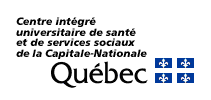 Centre intégré
universitaire de santé
et de services sociaux
de la Capitale-Nationale
Québec